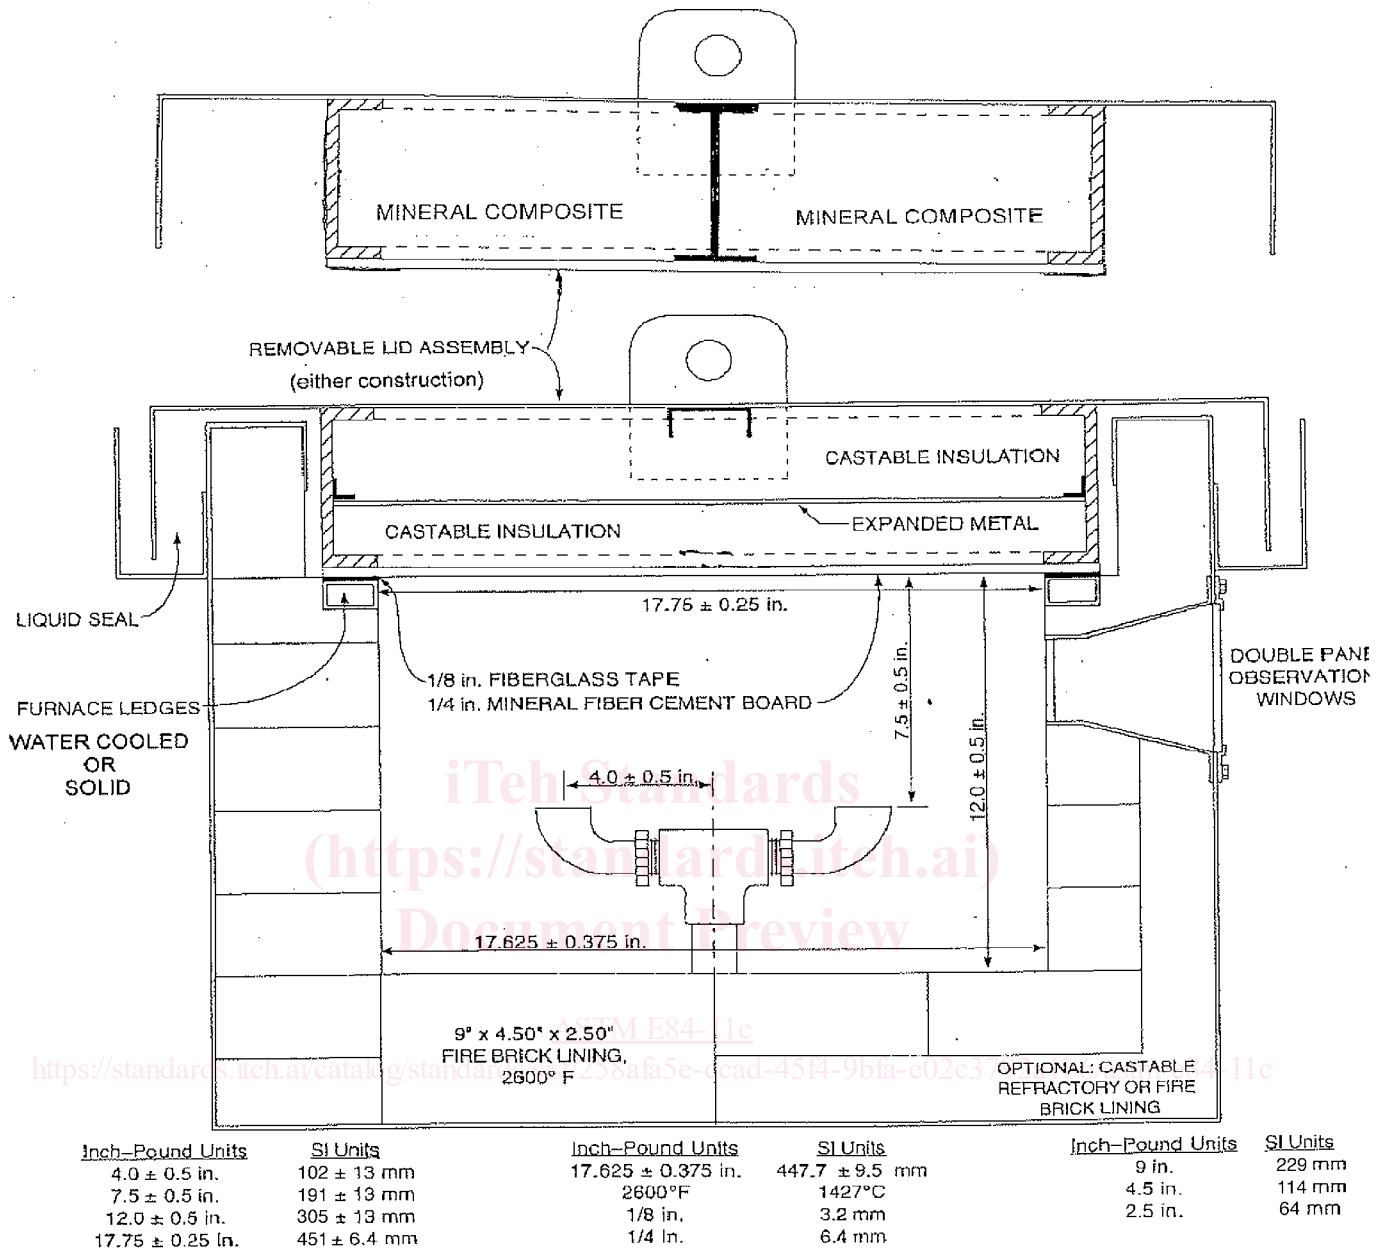 MINERAL COMPOSITE
MINERAL COMPOSITE
REMOVABLE LID ASSEMBLY
(either construction)
CASTABLE INSULATION
CASTABLE INSULATION
EXPANDED METAL
17.75 ± 0.25 in.
LIQUID SEAL
1/8 in. FIBERGLASS TAPE
1/4 in. MINERAL FIBER CEMENT BOARD
7.5 ± 0.5 in.
12.0 ± 0.5 in.
DOUBLE PANE
OBSERVATION
WINDOWS
FURNACE LEDGES
WATER COOLED
OR
SOLID
4.0 ± 0.5 in.
iTeh Standards
(https://standards.iteh.ai)
Document Preview
17.625 ± 0.375 in.
ASTM E84-11c
9" x 4.50" x 2.50"
FIRE BRICK LINING,
2600° F
OPTIONAL: CASTABLE
REFRACTORY OR FIRE
BRICK LINING
Inch–Pound Units SI Units
4.0 ± 0.5 in. 102 ± 13 mm
7.5 ± 0.5 in. 191 ± 13 mm
12.0 ± 0.5 in. 305 ± 13 mm
17.75 ± 0.25 in. 451 ± 6.4 mm
Inch–Pound Units SI Units
17.625 ± 0.375 in. 447.7 ± 9.5 mm
2600°F 1427°C
1/8 in. 3.2 mm
1/4 in. 6.4 mm
Inch–Pound Units SI Units
9 in. 229 mm
4.5 in. 114 mm
2.5 in. 64 mm